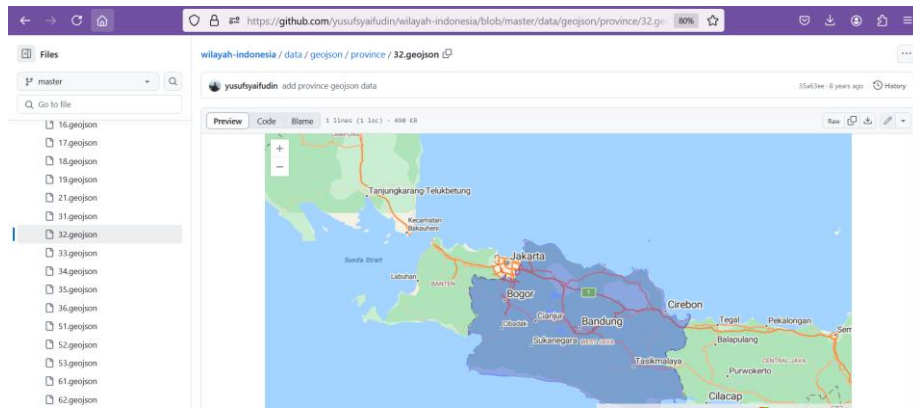 https://github.com/yusufsyaifudin/wilayah-indonesia/blob/master/data/geojson/province/32.ge
80%
Files
wilayah-indonesia / data / geojson / province / 32.geojson
master
yusufsyaifudin add province geojson data
35a63ee · 8 years ago
History
Go to file
Preview
Code
Blame
1 lines (1 loc) · 490 KB
Raw
16.geojson
17.geojson
18.geojson
19.geojson
21.geojson
31.geojson
32.geojson
33.geojson
34.geojson
35.geojson
36.geojson
51.geojson
52.geojson
53.geojson
61.geojson
62.geojson
+
−
Tanjungkarang-Telukbetung
Kecamatan
Bakauheni
Sunda Strait
Jakarta
Labuhan
BANTEN
Bogor
1
Cirebon
Cibadak
Cianjur
Bandung
Tegal
Pekalongan
Sem
Sukanegara
WEST JAVA
Balapulang
Tasikmalaya
CENTRAL JAVA
Purwokerto
Cilacap